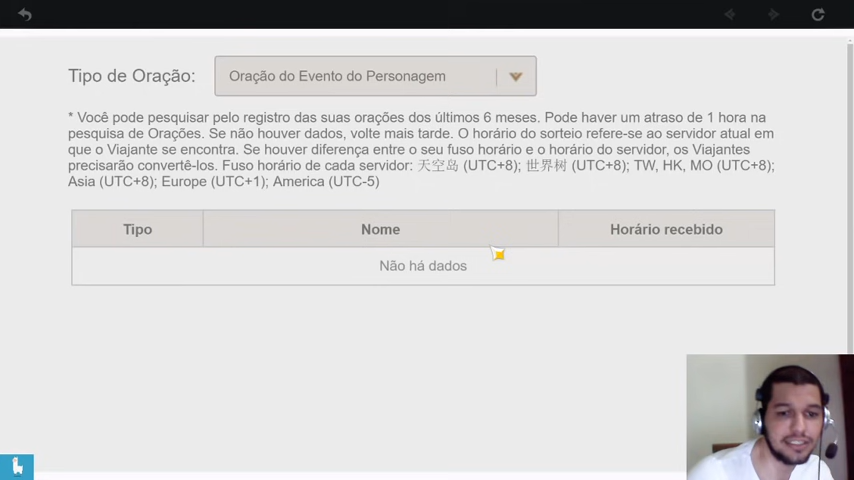 Tipo de Oração: Oração do Evento do Personagem
* Você pode pesquisar pelo registro das suas orações dos últimos 6 meses. Pode haver um atraso de 1 hora na
pesquisa de Orações. Se não houver dados, volte mais tarde. O horário do sorteio refere-se ao servidor atual em
que o Viajante se encontra. Se houver diferença entre o seu fuso horário e o horário do servidor, os Viajantes
precisarão convertê-los. Fuso horário de cada servidor: 天空岛 (UTC+8); 世界树 (UTC+8); TW, HK, MO (UTC+8);
Asia (UTC+8); Europe (UTC+1); America (UTC-5)
Tipo Nome Horário recebido
Não há dados